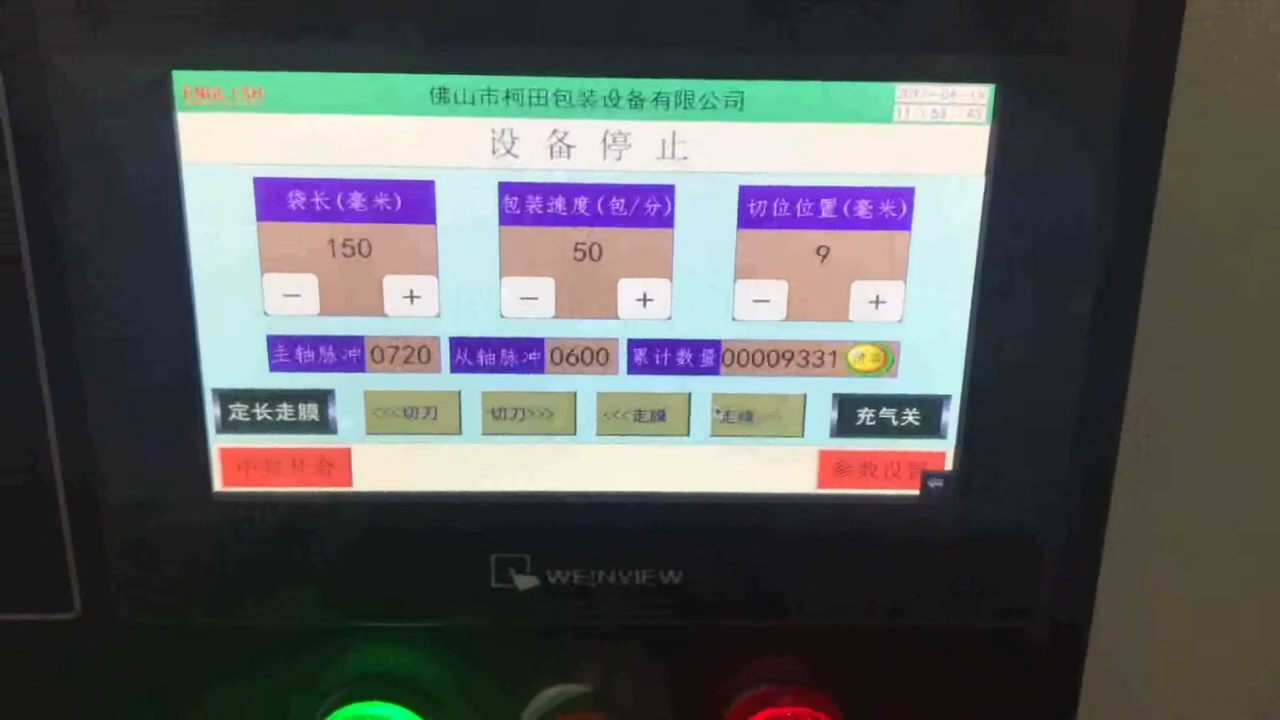 ENGLISH
佛山市柯田包装设备有限公司
设备停止
袋长(毫米)
包装速度(包/分)
切位位置(毫米)
150
50
9
- +
- +
- +
主轴脉冲 0720
从轴脉冲 0600
累计数量 00009331
定长走膜
<<<切刀
切刀>>>
<<<走膜
走膜>>>
充气关
参数设置
WEINVIEW